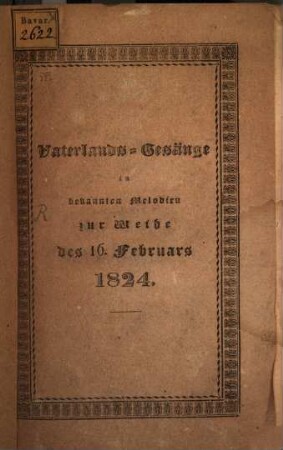 Bavar.
2622
Vaterlands=Gesänge
in
bekannten Melodien
zur Weihe
des 16. Februars
1824.
R